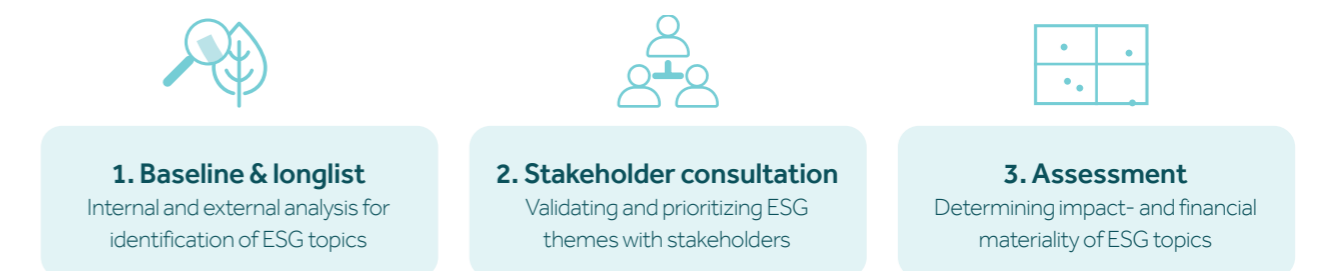 1. Baseline & longlist
Internal and external analysis for
identification of ESG topics
2. Stakeholder consultation
Validating and prioritizing ESG
themes with stakeholders
3. Assessment
Determining impact- and financial
materiality of ESG topics